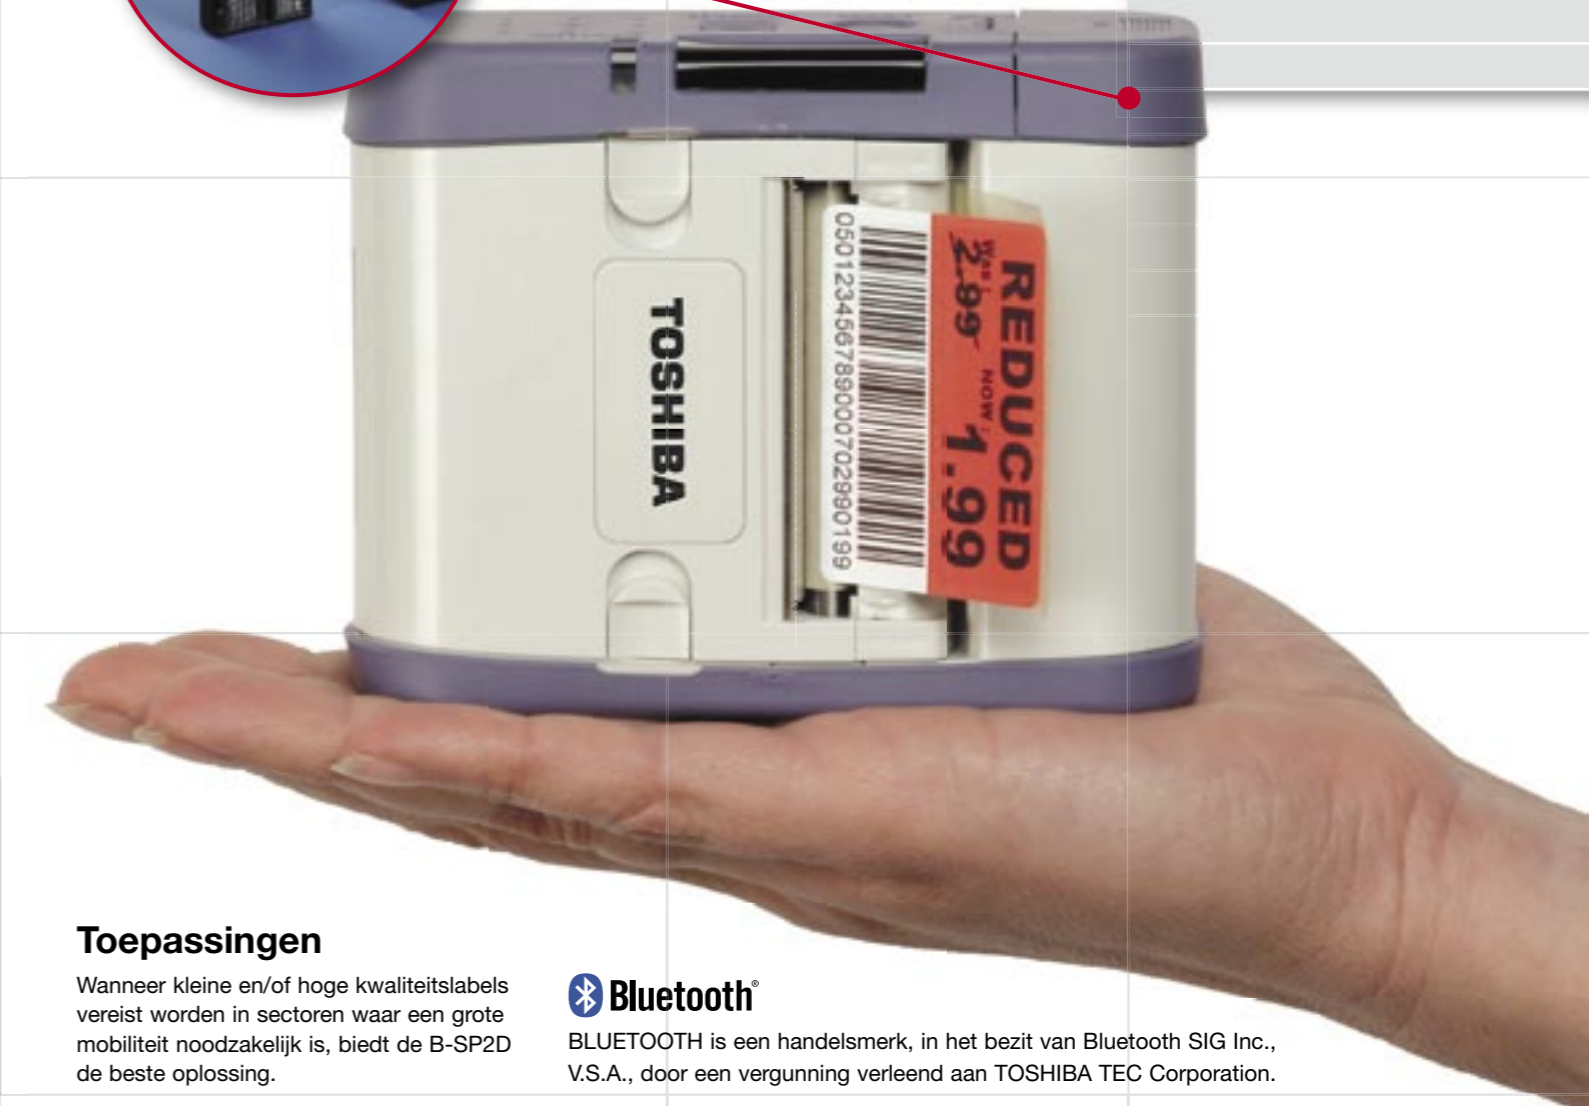 TOSHIBA
REDUCED
Was :
2.99
NOW :
1.99
0501234567890000702990199
Toepassingen
Wanneer kleine en/of hoge kwaliteitslabels
vereist worden in sectoren waar een grote
mobiliteit noodzakelijk is, biedt de B-SP2D
de beste oplossing.
Bluetooth®
BLUETOOTH is een handelsmerk, in het bezit van Bluetooth SIG Inc.,
V.S.A., door een vergunning verleend aan TOSHIBA TEC Corporation.